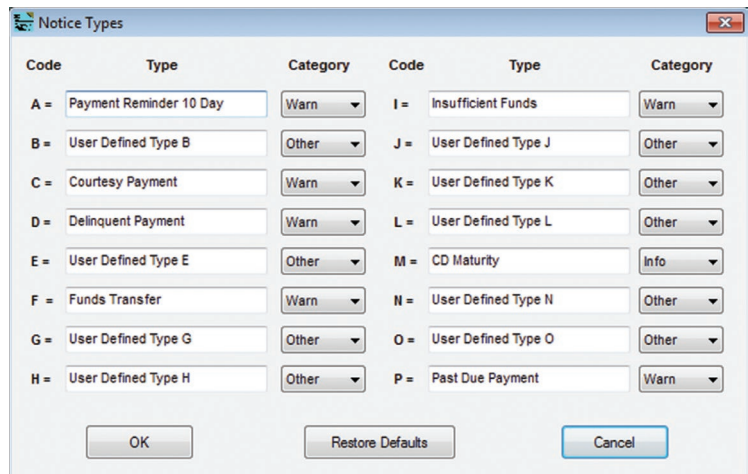 Notice Types
Code Type Category Code Type Category
A = Payment Reminder 10 Day Warn I = Insufficient Funds Warn
B = User Defined Type B Other J = User Defined Type J Other
C = Courtesy Payment Warn K = User Defined Type K Other
D = Delinquent Payment Warn L = User Defined Type L Other
E = User Defined Type E Other M = CD Maturity Info
F = Funds Transfer Warn N = User Defined Type N Other
G = User Defined Type G Other O = User Defined Type O Other
H = User Defined Type H Other P = Past Due Payment Warn
OK Restore Defaults Cancel